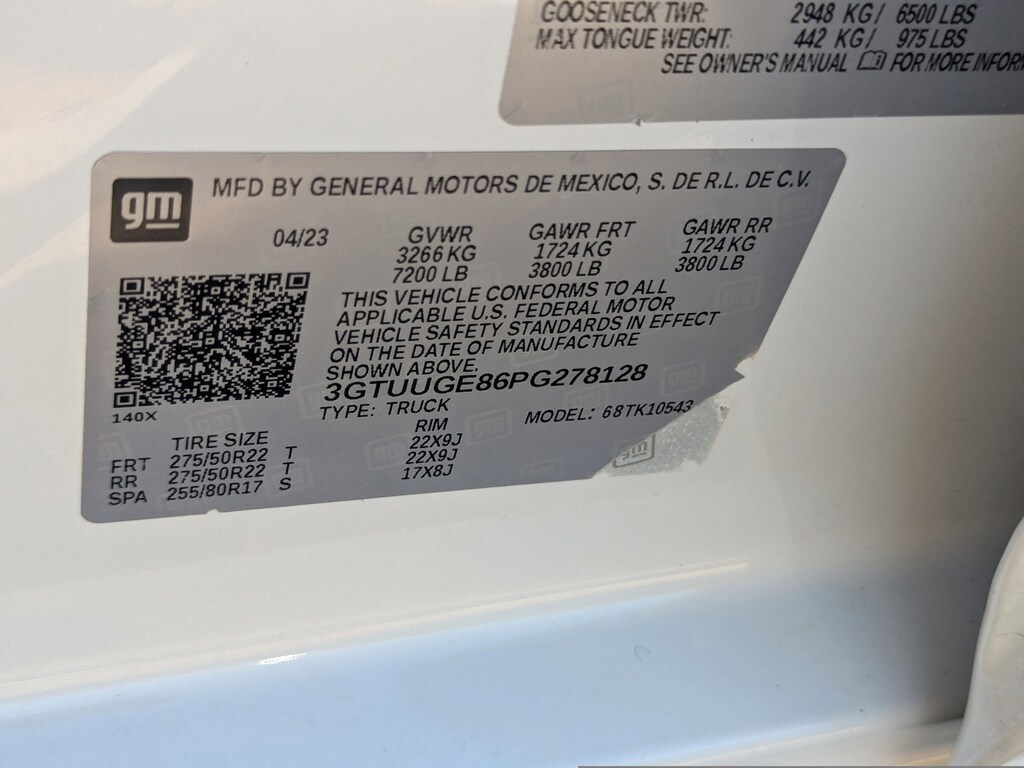 GOOSENECK TWR: 2948 KG/ 6500 LBS
MAX TONGUE WEIGHT: 442 KG/ 975 LBS
SEE OWNER'S MANUAL FOR MORE INFORM
gm MFD BY GENERAL MOTORS DE MEXICO, S. DE R.L. DE C.V.
04/23 GVWR GAWR FRT GAWR RR
3266 KG 1724 KG 1724 KG
7200 LB 3800 LB 3800 LB
THIS VEHICLE CONFORMS TO ALL
APPLICABLE U.S. FEDERAL MOTOR
VEHICLE SAFETY STANDARDS IN EFFECT
ON THE DATE OF MANUFACTURE
SHOWN ABOVE.
3GTUUGE86PG278128
140X
TYPE: TRUCK MODEL: 68TK10543
TIRE SIZE RIM
FRT 275/50R22 T 22X9J
RR 275/50R22 T 22X9J
SPA 255/80R17 S 17X8J
gm